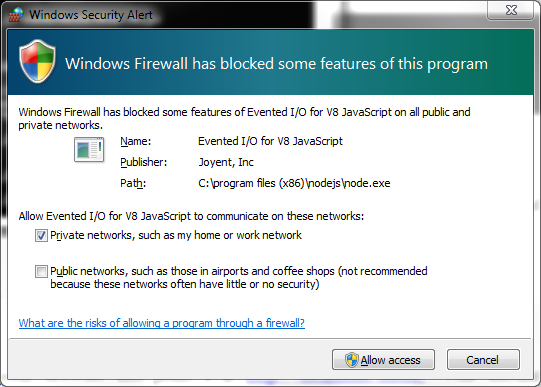 Windows Security Alert
Windows Firewall has blocked some features of this program
Windows Firewall has blocked some features of Evented I/O for V8 JavaScript on all public and
private networks.
Name: Evented I/O for V8 JavaScript
Publisher: Joyent, Inc
Path: C:\program files (x86)\nodejs\node.exe
Allow Evented I/O for V8 JavaScript to communicate on these networks:
Private networks, such as my home or work network
Public networks, such as those in airports and coffee shops (not recommended
because these networks often have little or no security)
What are the risks of allowing a program through a firewall?
Allow access Cancel